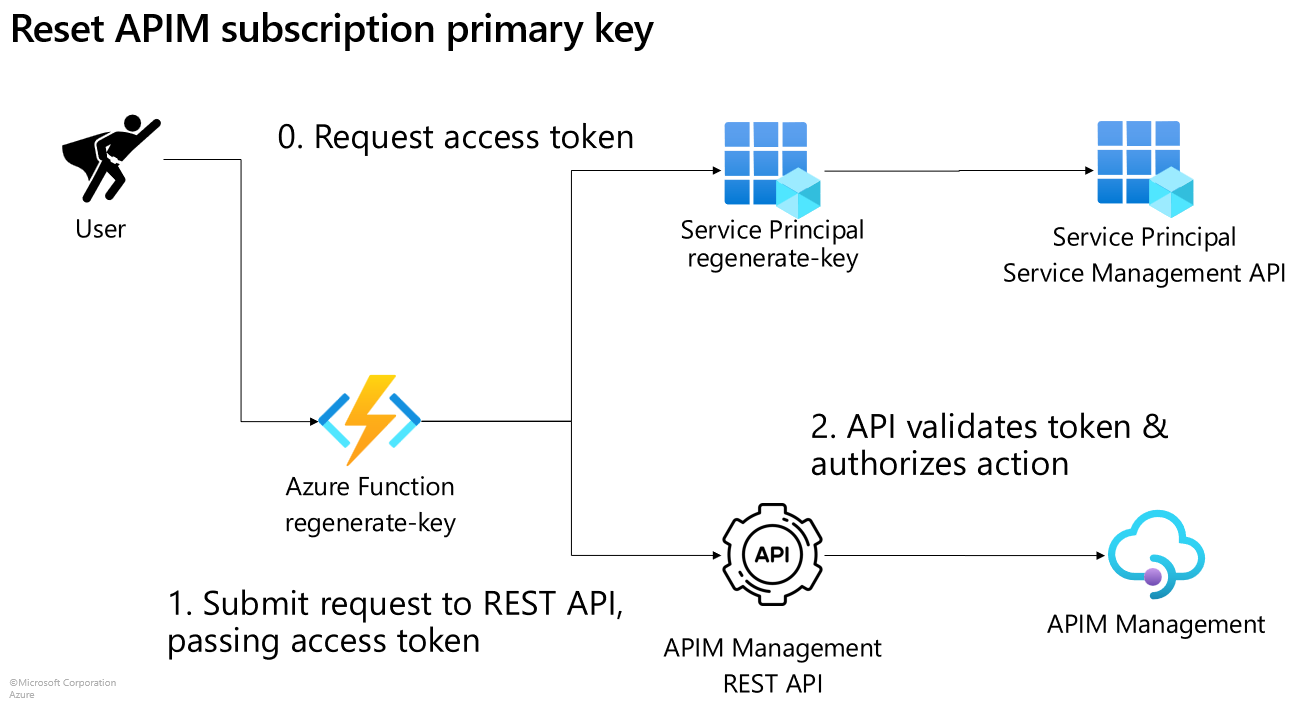 Reset APIM subscription primary key
0. Request access token
User
Service Principal
regenerate-key
Service Principal
Service Management API
Azure Function
regenerate-key
2. API validates token &
authorizes action
API
1. Submit request to REST API,
passing access token
APIM Management
REST API
APIM Management
©Microsoft Corporation
Azure